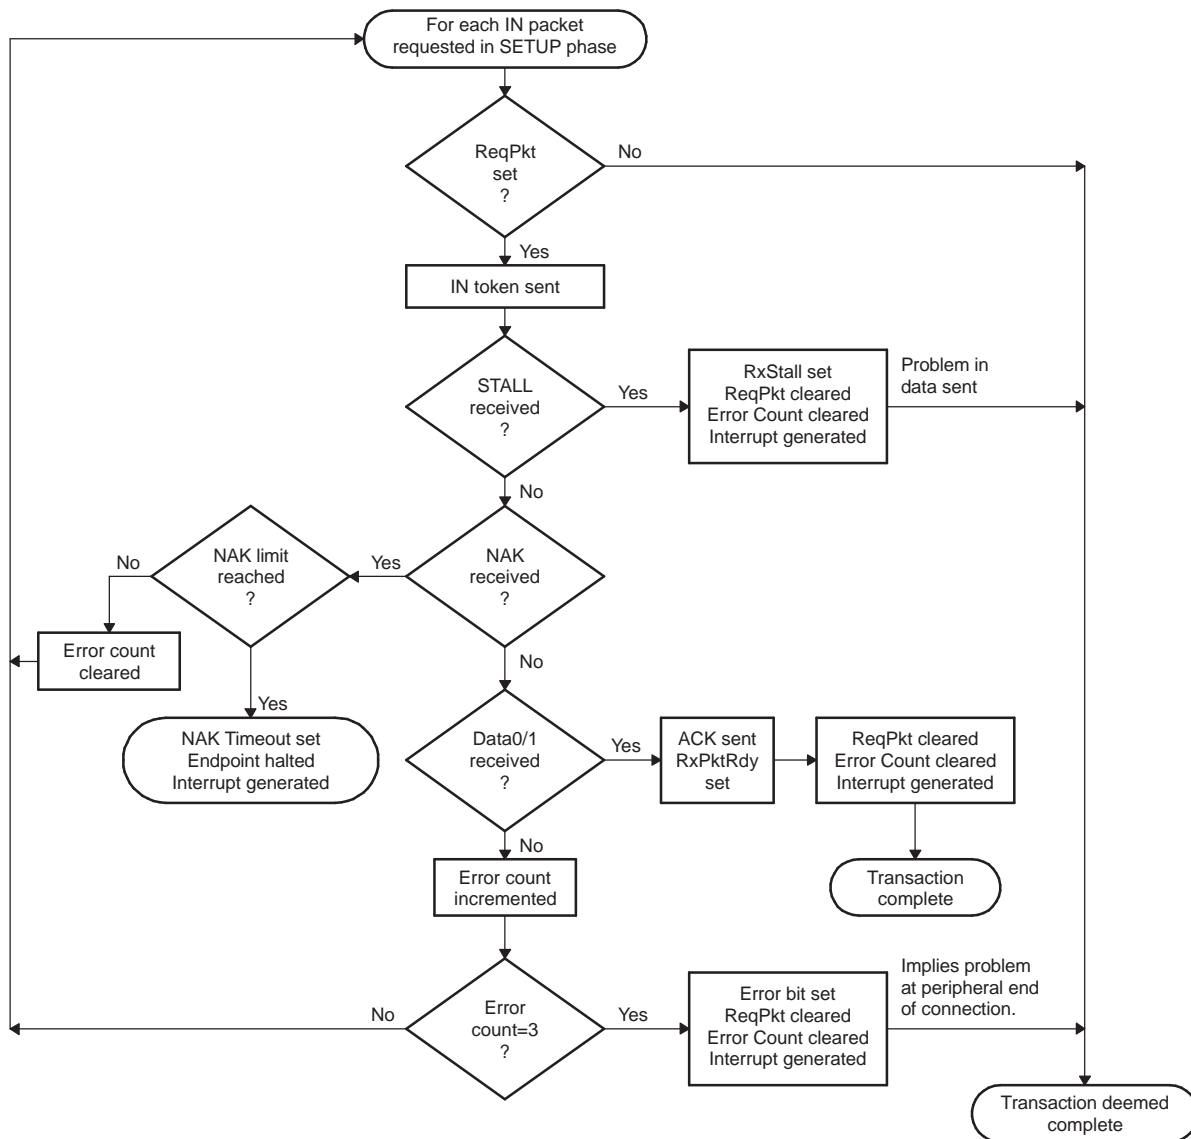 For each IN packet
requested in SETUP phase
ReqPkt
set
?
No
Yes
IN token sent
STALL
received
?
Yes
RxStall set
ReqPkt cleared
Error Count cleared
Interrupt generated
Problem in
data sent
No
NAK
received
?
Yes
NAK limit
reached
?
No
Error count
cleared
Yes
NAK Timeout set
Endpoint halted
Interrupt generated
No
Data0/1
received
?
Yes
ACK sent
RxPktRdy
set
ReqPkt cleared
Error Count cleared
Interrupt generated
Transaction
complete
No
Error count
incremented
Error
count=3
?
No
Yes
Error bit set
ReqPkt cleared
Error Count cleared
Interrupt generated
Implies problem
at peripheral end
of connection.
Transaction deemed
complete